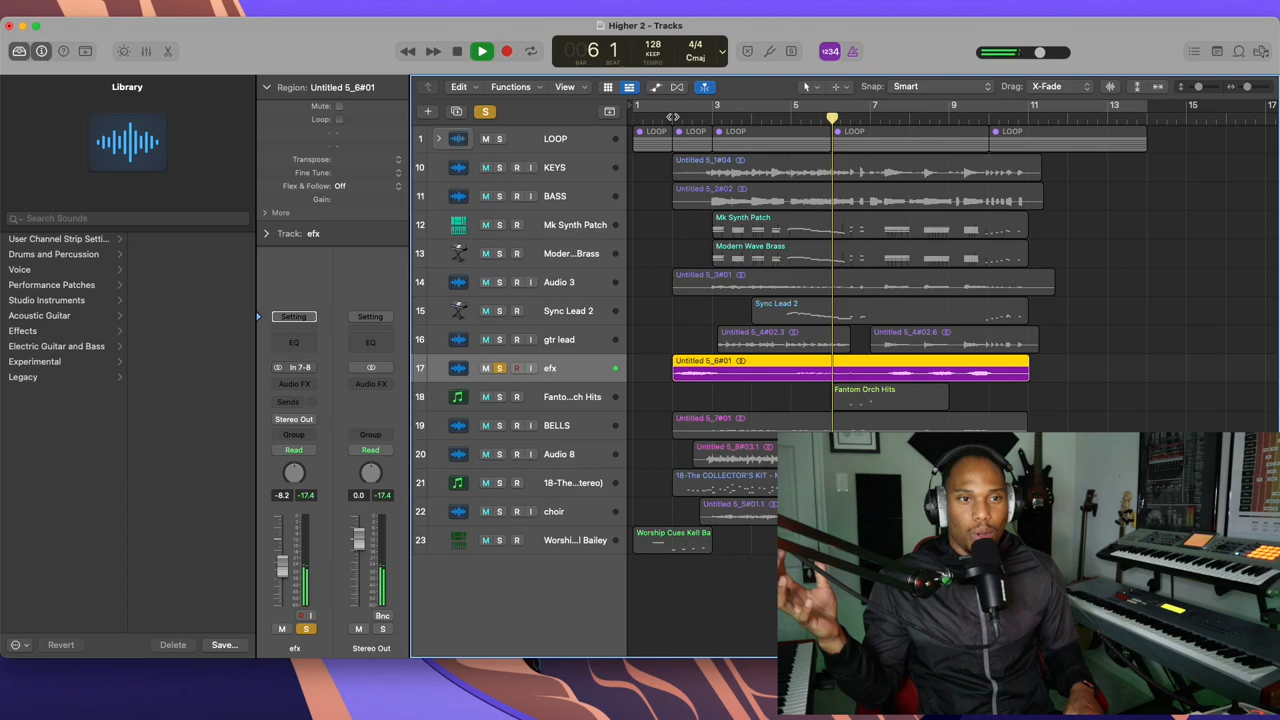 Higher 2 - Tracks
006 1
BAR BEAT
128
KEEP
TEMPO
4/4
Cmaj
1234
S
Library
Region: Untitled 5_6#01
Edit
Functions
View
Snap: Smart
Drag: X-Fade
Mute:
Loop:
S
1 3 7 9 11 13 15 17
Transpose:
Fine Tune:
Flex & Follow: Off
Gain:
More
Track: efx
Search Sounds
User Channel Strip Setti...
Drums and Percussion
Voice
Performance Patches
Studio Instruments
Acoustic Guitar
Effects
Electric Guitar and Bass
Experimental
Legacy
Setting Setting
EQ EQ
In 7-8
Audio FX Audio FX
Sends
Stereo Out
Group Group
Read Read
-8.2 -17.4 0.0 -17.4
R I Bnc
M S M S
efx Stereo Out
Revert
Delete
Save...
1 M S LOOP
LOOP LOOP LOOP LOOP LOOP
10 M S R I KEYS
Untitled 5_1#04
11 M S R I BASS
Untitled 5_2#02
12 M S R Mk Synth Patch
Mk Synth Patch
13 M S R Moder...Brass
Modern Wave Brass
14 M S R I Audio 3
Untitled 5_3#01
15 M S R Sync Lead 2
Sync Lead 2
16 M S R I gtr lead
Untitled 5_4#02.3 Untitled 5_4#02.6
17 M S R I efx
Untitled 5_6#01
18 M S R Fanto...ch Hits
Fantom Orch Hits
19 M S R I BELLS
Untitled 5_7#01
20 M S R I Audio 8
Untitled 5_8#03.1
21 M S R 18-The...tereo)
18-The COLLECTOR'S KIT - M
22 M S R I choir
Untitled 5_5#01.1
23 M S R Worshi...l Bailey
Worship Cues Kell Ba